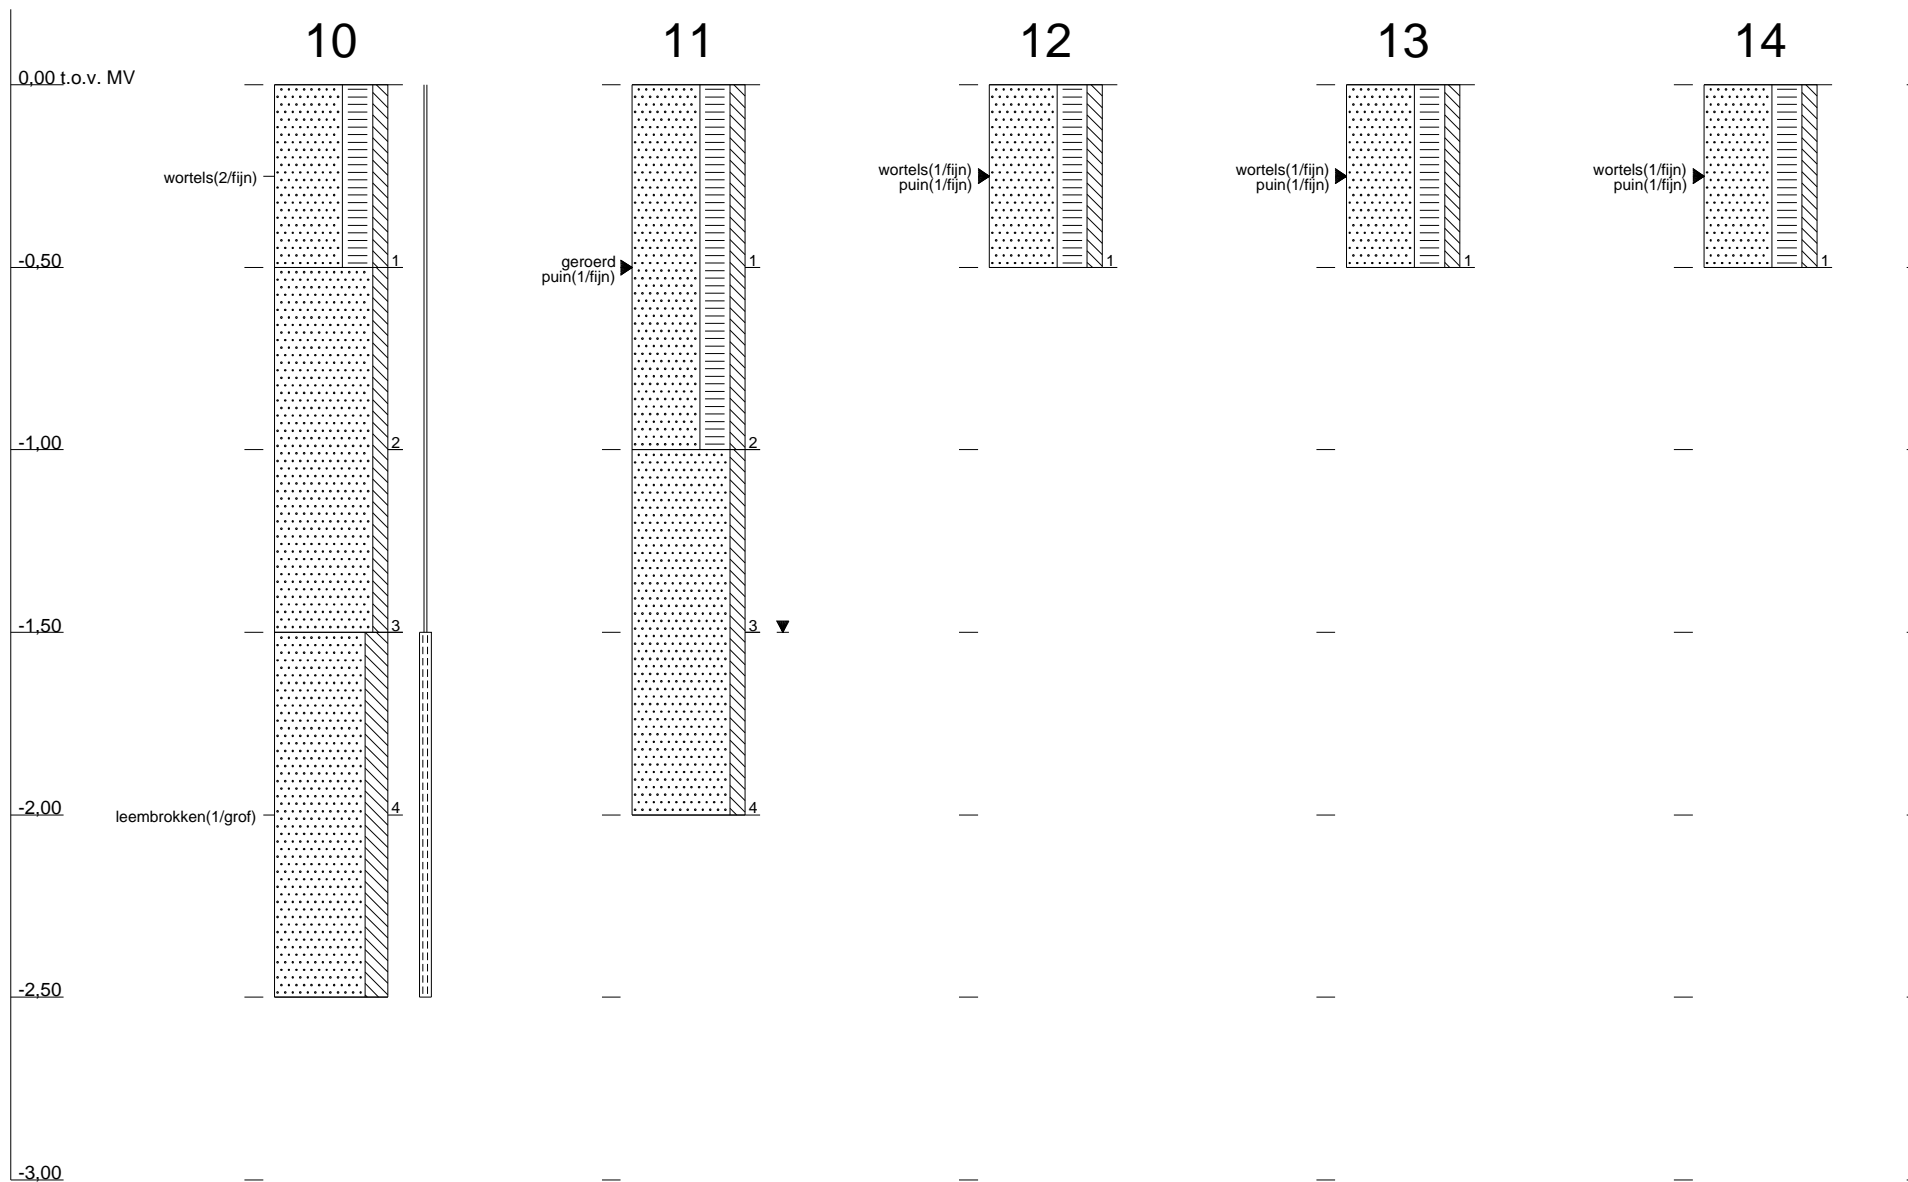 10 11 12 13 14
0,00 t.o.v. MV
wortels(2/fijn)
wortels(1/fijn)
puin(1/fijn)
wortels(1/fijn)
puin(1/fijn)
wortels(1/fijn)
puin(1/fijn)
-0,50
1
geroerd
puin(1/fijn)
1
1
1
1
-1,00
2
2
-1,50
3
3
-2,00
leembrokken(1/grof)
4
4
-2,50
-3,00